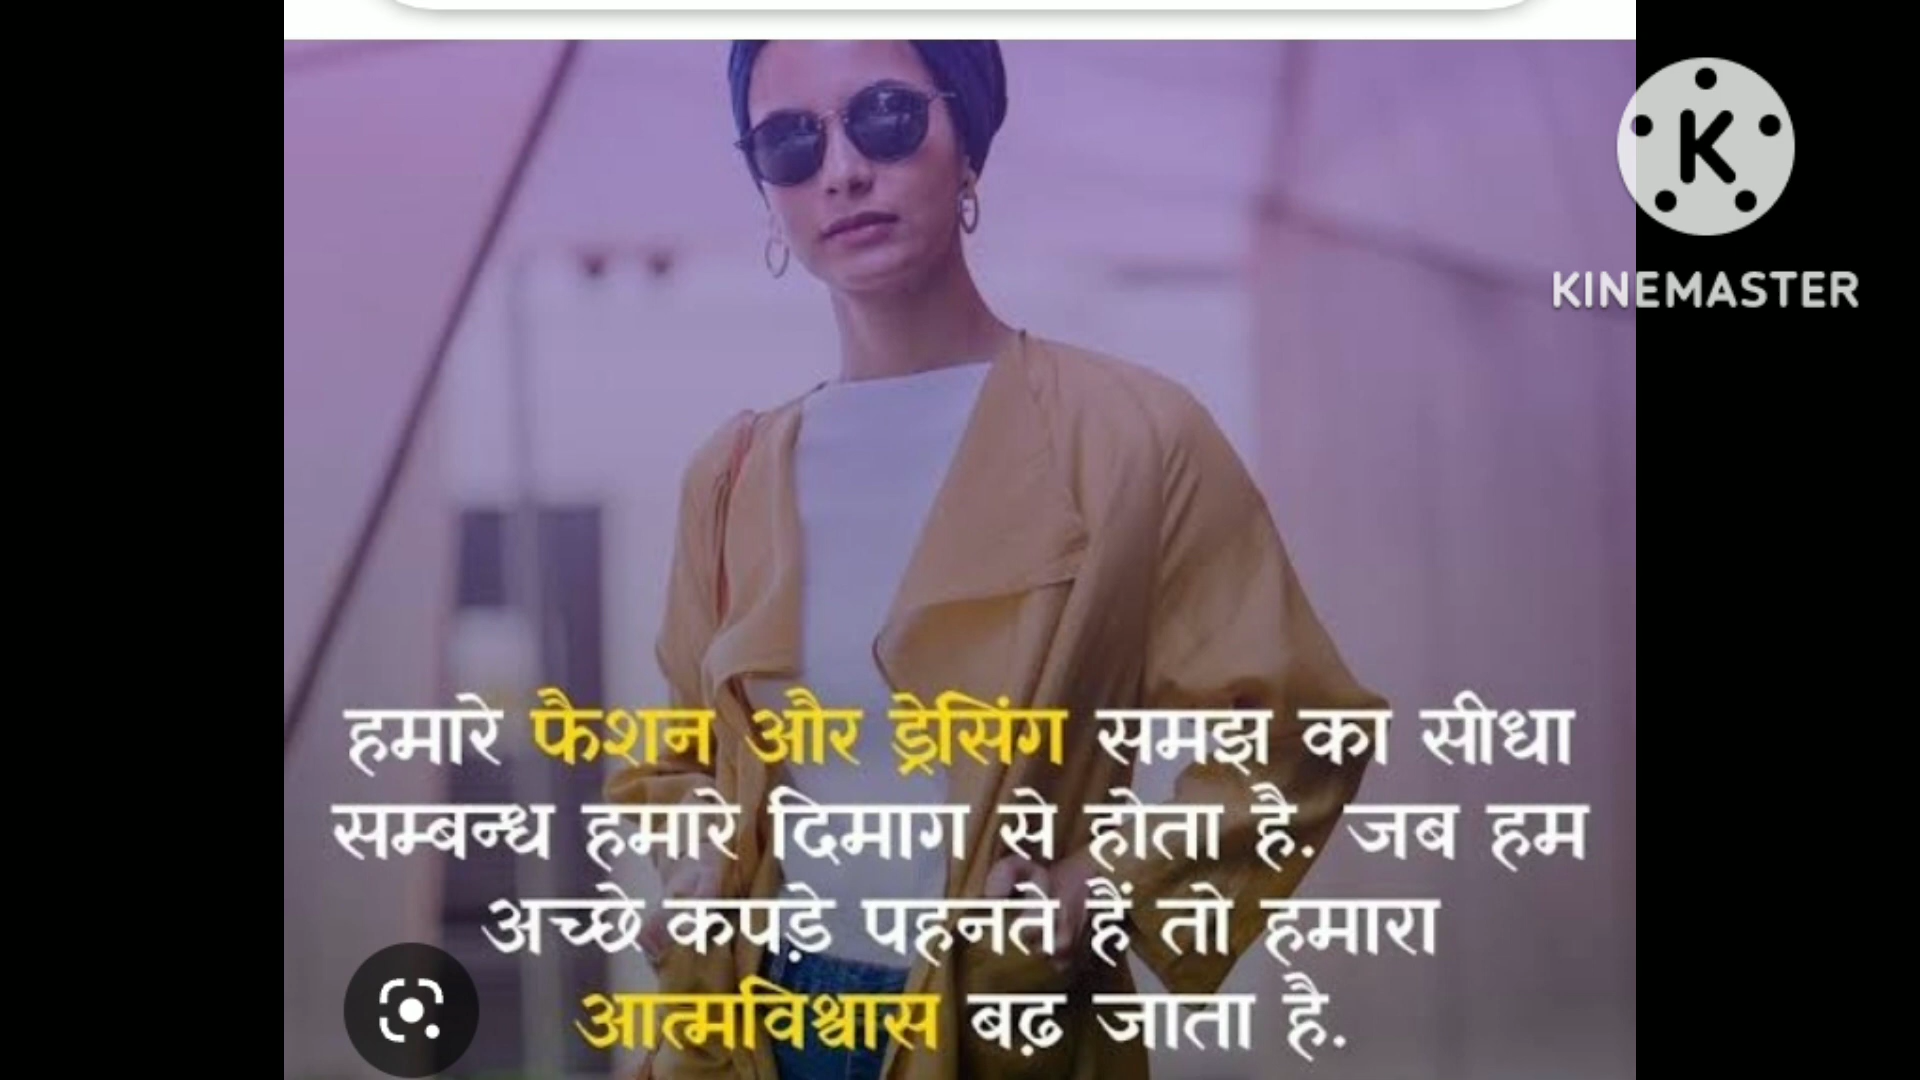 K
KINEMASTER
हमारे फैशन और ड्रेसिंग समझ का सीधा
सम्बन्ध हमारे दिमाग से होता है. जब हम
अच्छे कपड़े पहनते हैं तो हमारा
आत्मविश्वास बढ़ जाता है.